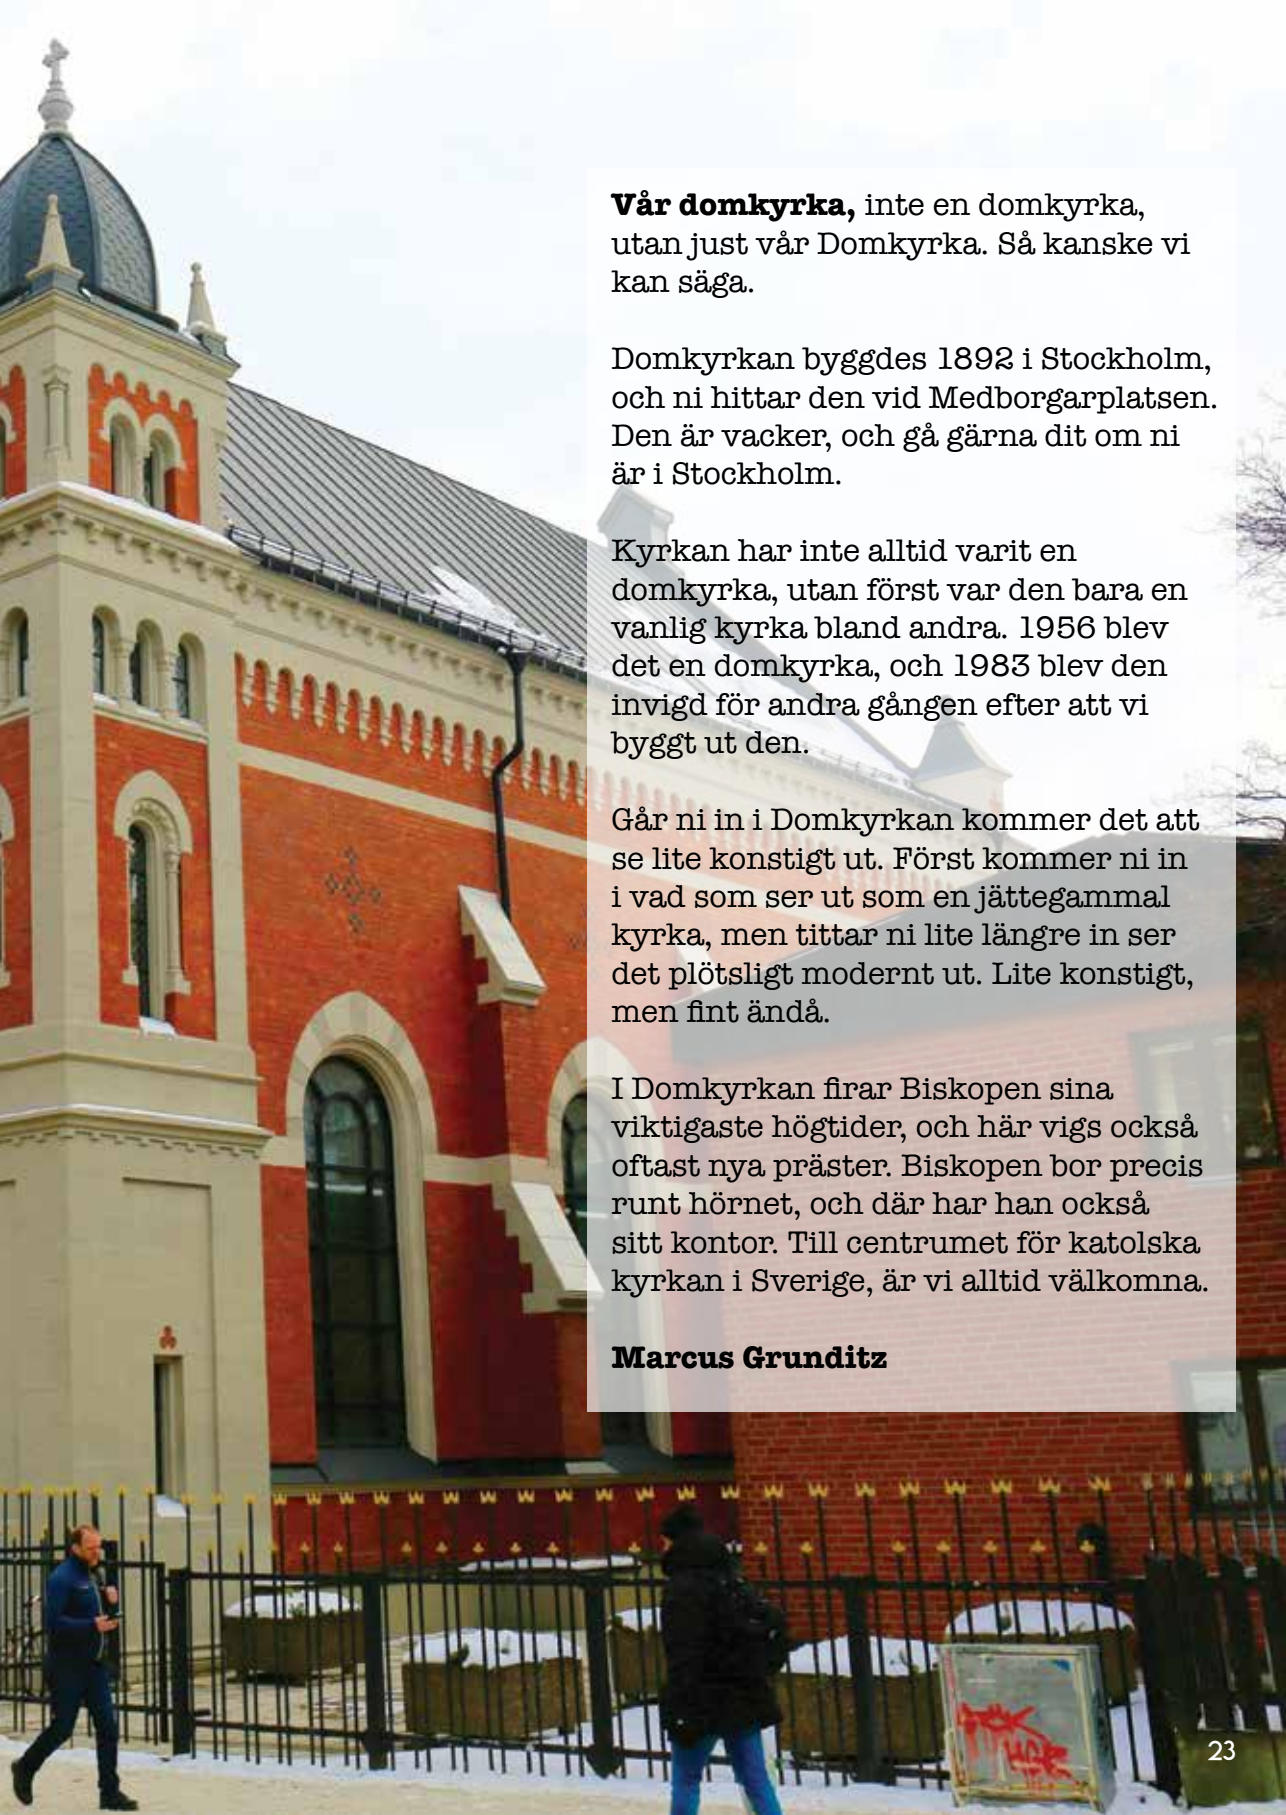 Vår domkyrka, inte en domkyrka,
utan just vår Domkyrka. Så kanske vi
kan säga.
Domkyrkan byggdes 1892 i Stockholm,
och ni hittar den vid Medborgarplatsen.
Den är vacker, och gå gärna dit om ni
är i Stockholm.
Kyrkan har inte alltid varit en
domkyrka, utan först var den bara en
vanlig kyrka bland andra. 1956 blev
det en domkyrka, och 1983 blev den
invigd för andra gången efter att vi
byggt ut den.
Går ni in i Domkyrkan kommer det att
se lite konstigt ut. Först kommer ni in
i vad som ser ut som en jättegammal
kyrka, men tittar ni lite längre in ser
det plötsligt modernt ut. Lite konstigt,
men fint ändå.
I Domkyrkan firar Biskopen sina
viktigaste högtider, och här vigs också
oftast nya präster. Biskopen bor precis
runt hörnet, och där har han också
sitt kontor. Till centrumet för katolska
kyrkan i Sverige, är vi alltid välkomna.
Marcus Grunditz
23